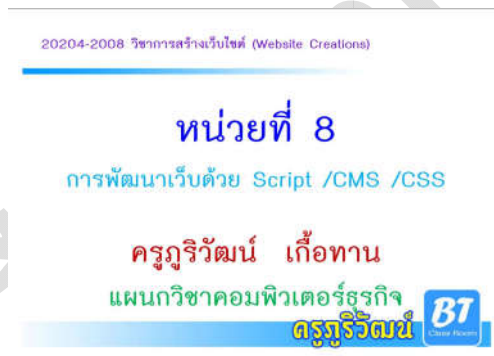 20204-2008 วิชาการสร้างเว็บไซต์ (Website Creations)
หน่วยที่ 8
การพัฒนาเว็บด้วย Script /CMS /CSS
ครูภูริวัฒน์ เกื้อทาน
แผนกวิชาคอมพิวเตอร์ธุรกิจ
ครูภูริวัฒน์
BT
Class Room